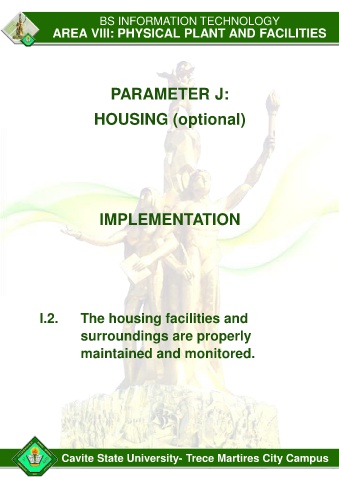 BS INFORMATION TECHNOLOGY
AREA VIII: PHYSICAL PLANT AND FACILITIES
PARAMETER J:
HOUSING (optional)
IMPLEMENTATION
I.2. The housing facilities and
surroundings are properly
maintained and monitored.
Cavite State University- Trece Martires City Campus